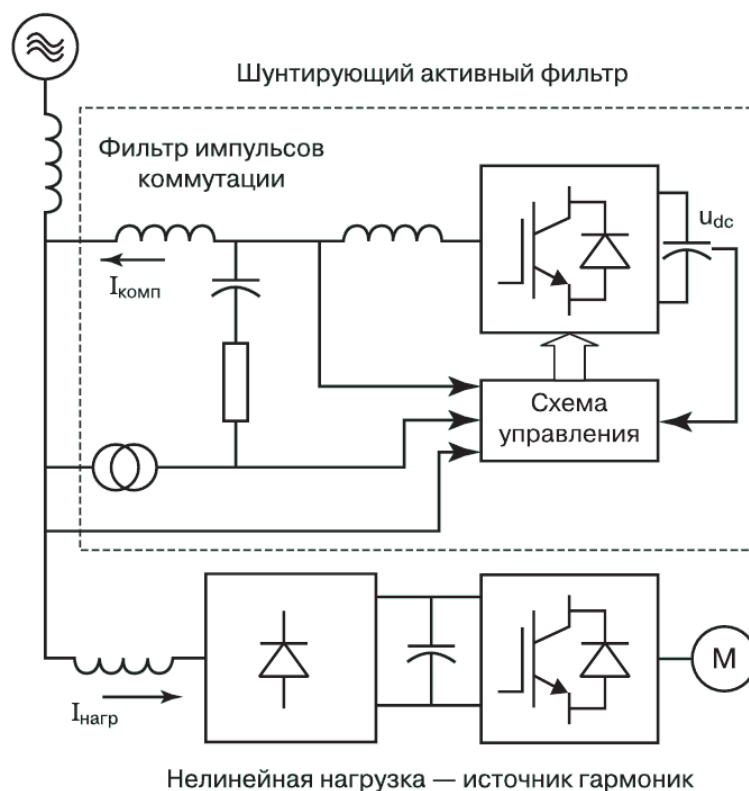 Шунтирующий активный фильтр
Фильтр импульсов
коммутации
u_dc
I_комп
Схема
управления
I_нагр
М
Нелинейная нагрузка — источник гармоник